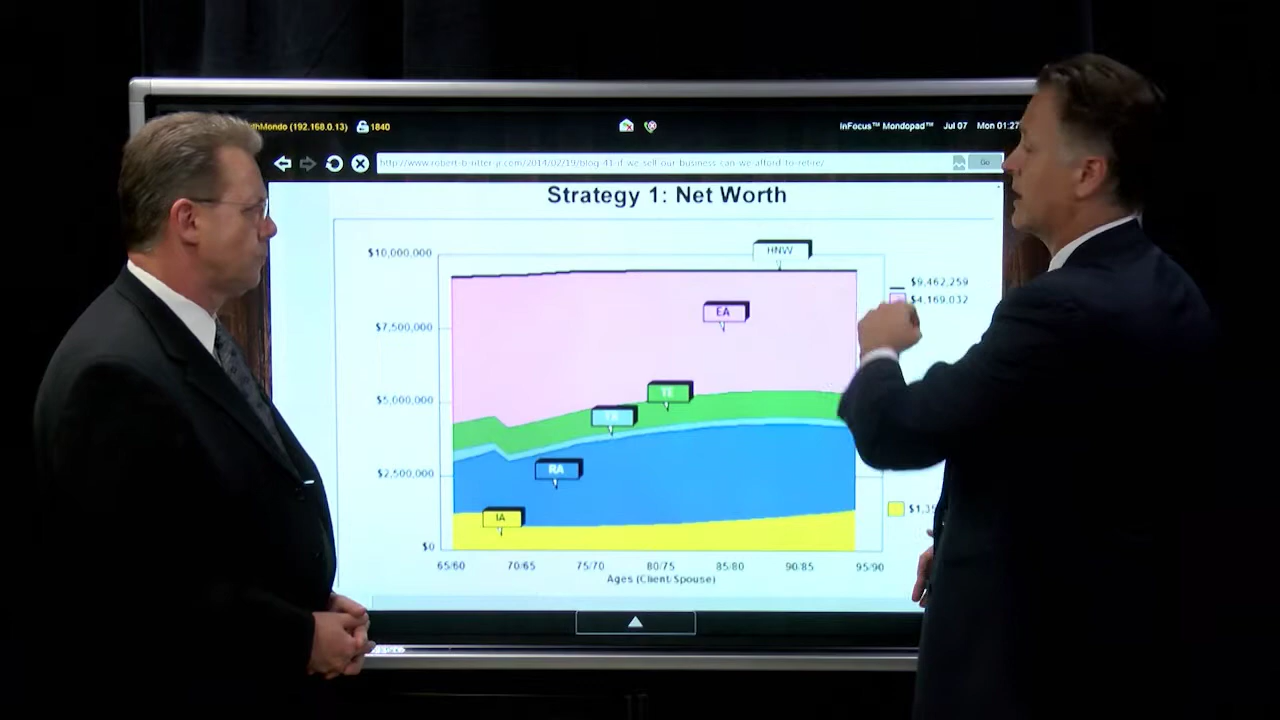 (192.168.0.13) 1840 InFocus™ Mondopad™ Jul 07 Mon 01:27
http://www.robert-b-ritter-jr.com/2014/02/19/blog-41-if-we-sell-our-business-can-we-afford-to-retire/ Go
Strategy 1: Net Worth
$10,000,000
HNW
$9,462,259
$4,169,032
EA
$7,500,000
TE
$5,000,000
RA
$2,500,000
IA
$0
65/60 70/65 75/70 80/75 85/80 90/85 95/90
Ages (Client/Spouse)